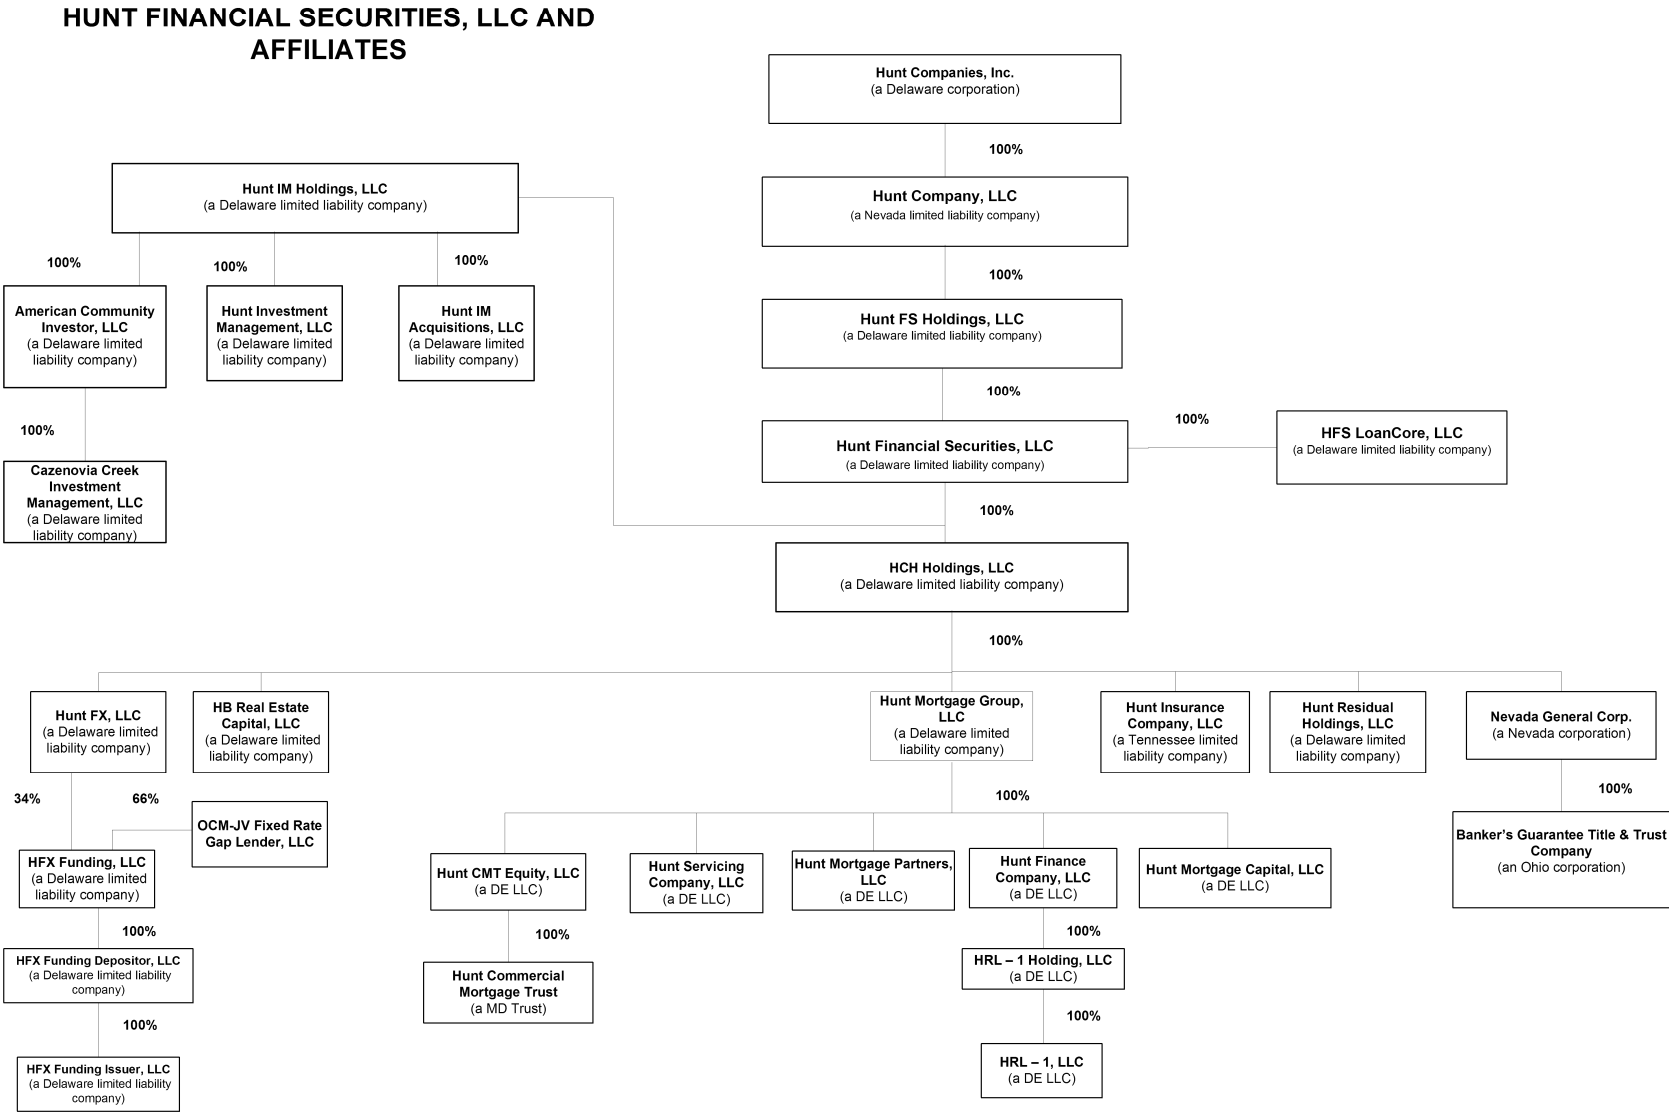 HUNT FINANCIAL SECURITIES, LLC AND
AFFILIATES
Hunt Companies, Inc.
(a Delaware corporation)
100%
Hunt IM Holdings, LLC
(a Delaware limited liability company)
Hunt Company, LLC
(a Nevada limited liability company)
100%
100%
100%
100%
American Community
Investor, LLC
(a Delaware limited
liability company)
Hunt Investment
Management, LLC
(a Delaware limited
liability company)
Hunt IM
Acquisitions, LLC
(a Delaware limited
liability company)
Hunt FS Holdings, LLC
(a Delaware limited liability company)
100%
100%
Cazenovia Creek
Investment
Management, LLC
(a Delaware limited
liability company)
Hunt Financial Securities, LLC
(a Delaware limited liability company)
100%
HFS LoanCore, LLC
(a Delaware limited liability company)
100%
HCH Holdings, LLC
(a Delaware limited liability company)
100%
Hunt FX, LLC
(a Delaware limited
liability company)
HB Real Estate
Capital, LLC
(a Delaware limited
liability company)
Hunt Mortgage Group,
LLC
(a Delaware limited
liability company)
Hunt Insurance
Company, LLC
(a Tennessee limited
liability company)
Hunt Residual
Holdings, LLC
(a Delaware limited
liability company)
Nevada General Corp.
(a Nevada corporation)
34%
66%
100%
100%
OCM-JV Fixed Rate
Gap Lender, LLC
HFX Funding, LLC
(a Delaware limited
liability company)
Hunt CMT Equity, LLC
(a DE LLC)
Hunt Servicing
Company, LLC
(a DE LLC)
Hunt Mortgage Partners,
LLC
(a DE LLC)
Hunt Finance
Company, LLC
(a DE LLC)
Hunt Mortgage Capital, LLC
(a DE LLC)
Banker's Guarantee Title & Trust
Company
(an Ohio corporation)
100%
100%
100%
HFX Funding Depositor, LLC
(a Delaware limited liability
company)
Hunt Commercial
Mortgage Trust
(a MD Trust)
HRL – 1 Holding, LLC
(a DE LLC)
100%
100%
HFX Funding Issuer, LLC
(a Delaware limited liability
company)
HRL – 1, LLC
(a DE LLC)